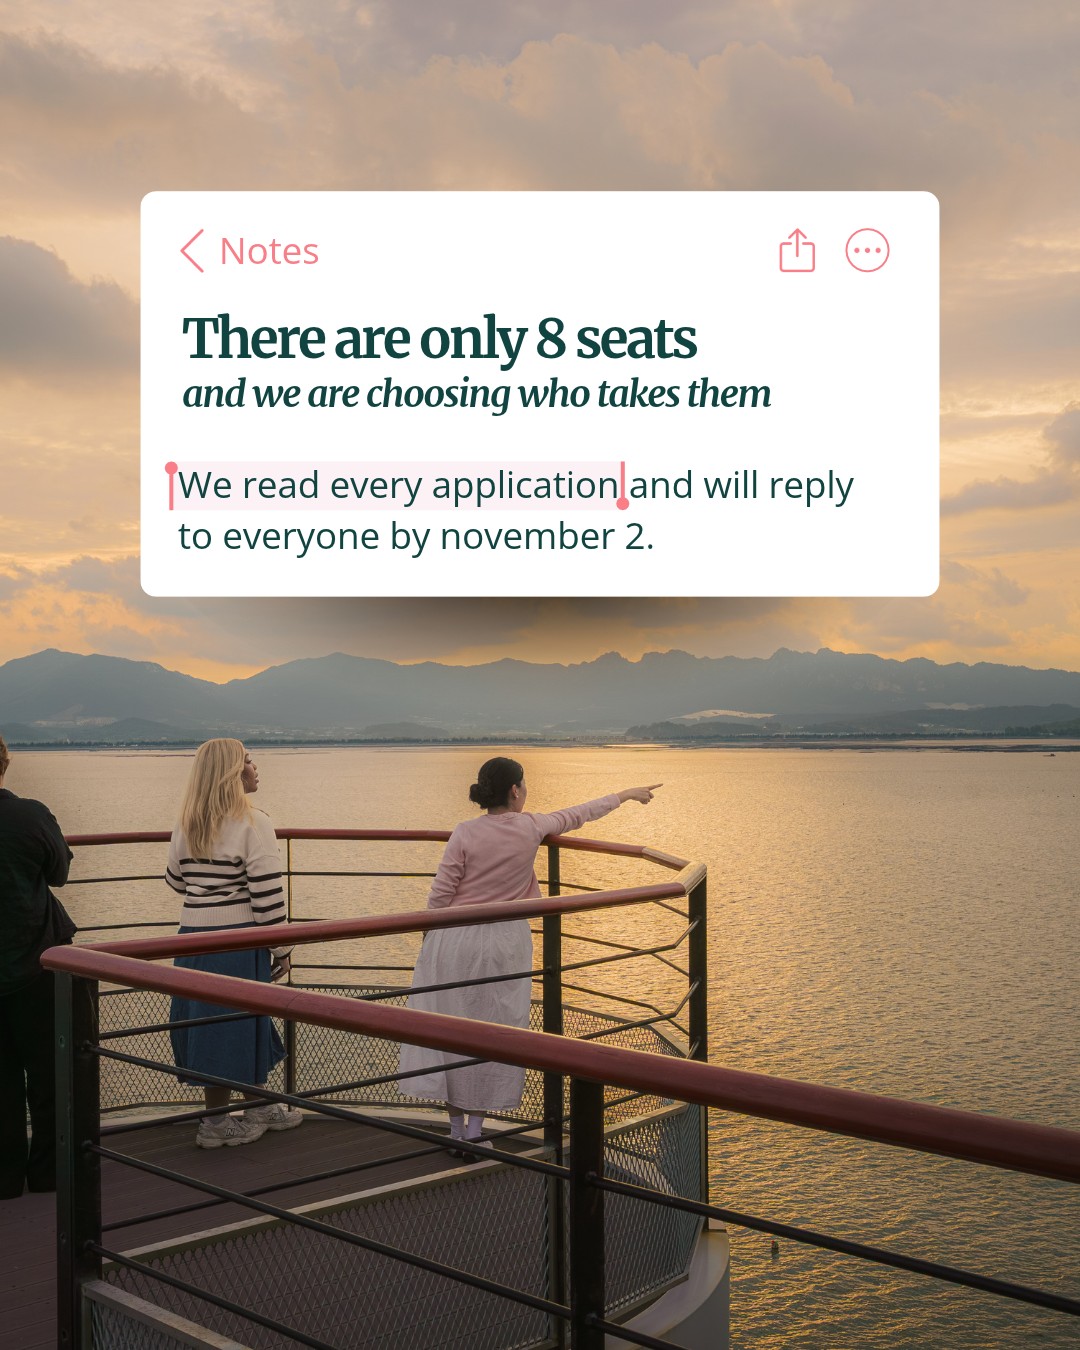 Notes
There are only 8 seats
and we are choosing who takes them
We read every application and will reply
to everyone by november 2.